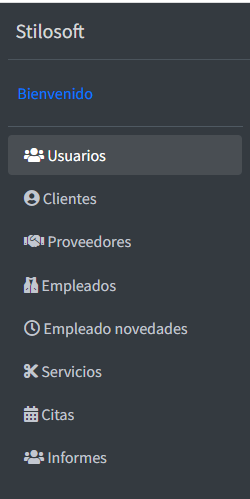 Stilosoft
Bienvenido
Usuarios
Clientes
Proveedores
Empleados
Empleado novedades
Servicios
Citas
Informes